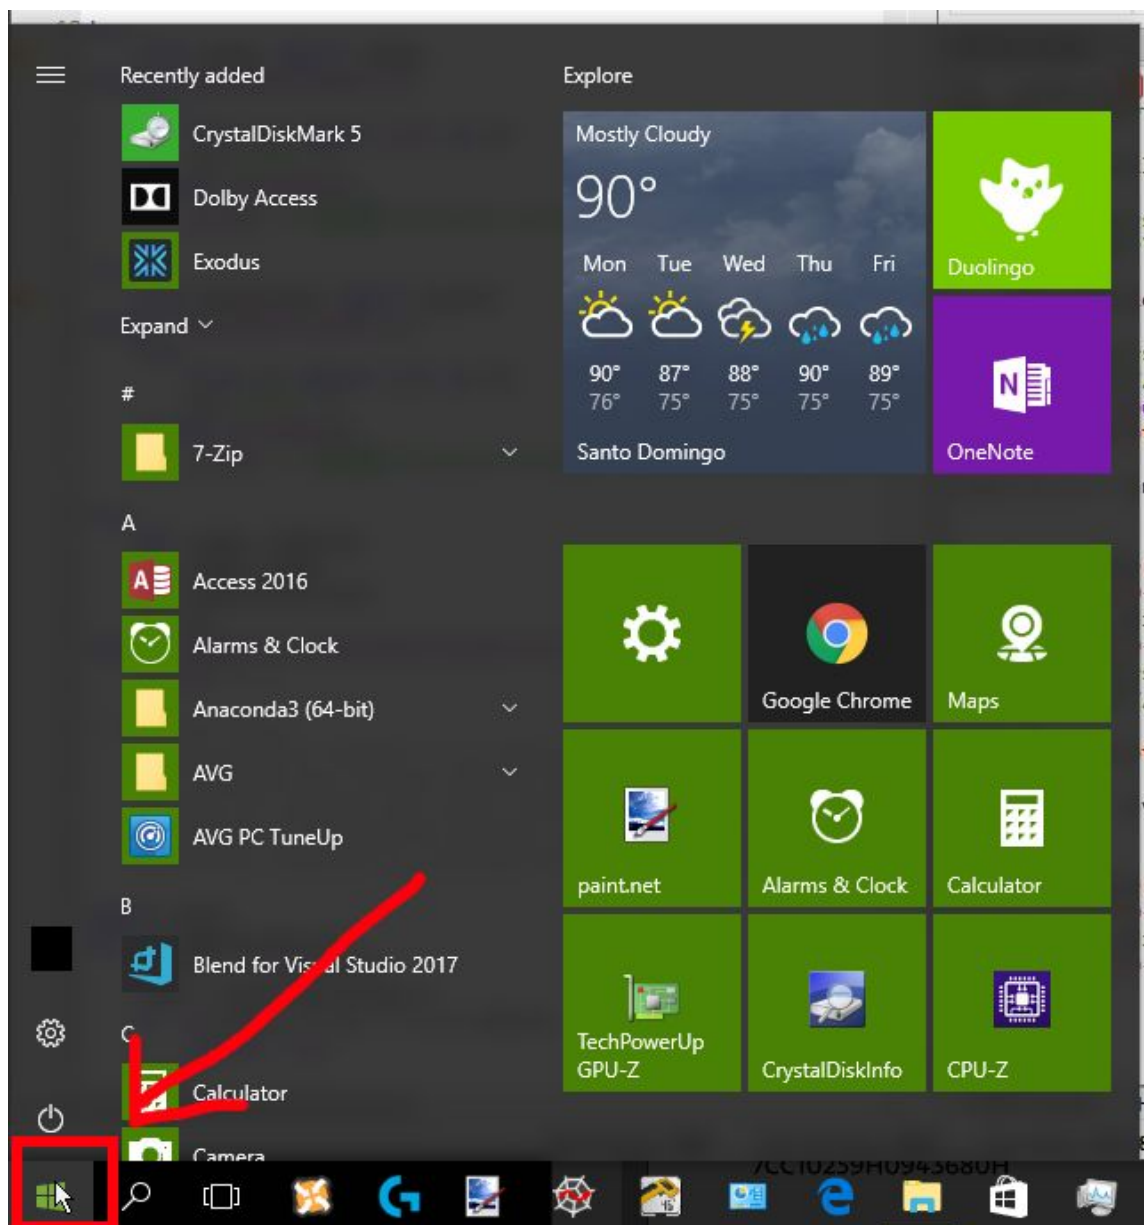 Recently added
CrystalDiskMark 5
Dolby Access
Exodus
Expand
#
7-Zip
A
Access 2016
Alarms & Clock
Anaconda3 (64-bit)
AVG
AVG PC TuneUp
B
Blend for Visual Studio 2017
C
Calculator
Camera
Explore
Mostly Cloudy
90°
Mon Tue Wed Thu Fri
90° 87° 88° 90° 89°
76° 75° 75° 75° 75°
Santo Domingo
Duolingo
N
OneNote
Google Chrome
Maps
paint.net
Alarms & Clock
Calculator
TechPowerUp
GPU-Z
CrystalDiskInfo
CPU-Z
7CC10259H0943680H